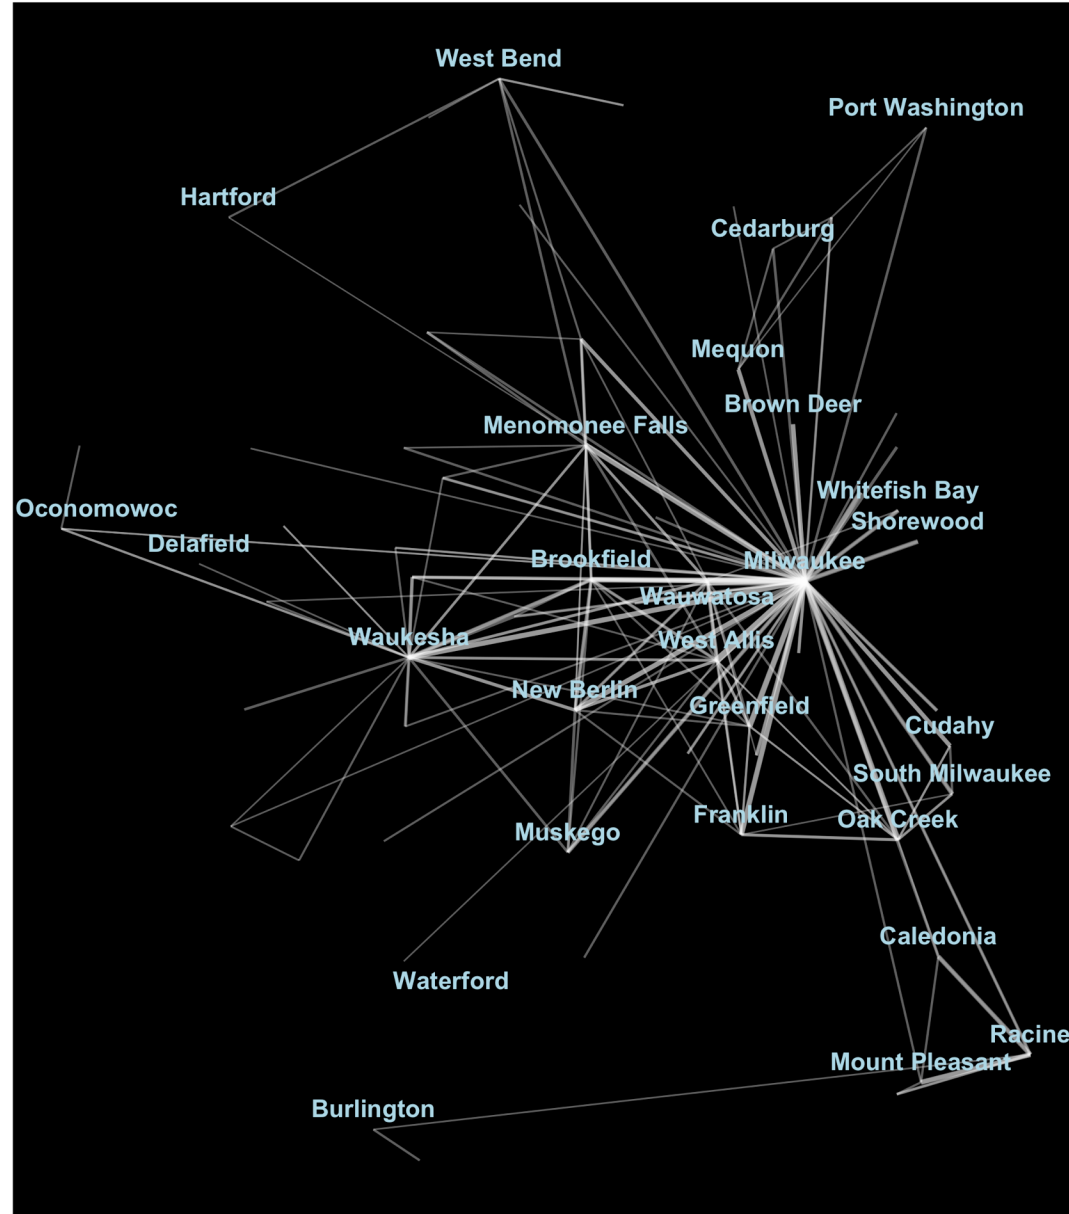 West Bend
Port Washington
Hartford
Cedarburg
Mequon
Brown Deer
Menomonee Falls
Whitefish Bay
Oconomowoc
Shorewood
Delafield
Brookfield
Milwaukee
Wauwatosa
Waukesha
West Allis
New Berlin
Greenfield
Cudahy
South Milwaukee
Franklin
Oak Creek
Muskego
Caledonia
Waterford
Racine
Mount Pleasant
Burlington